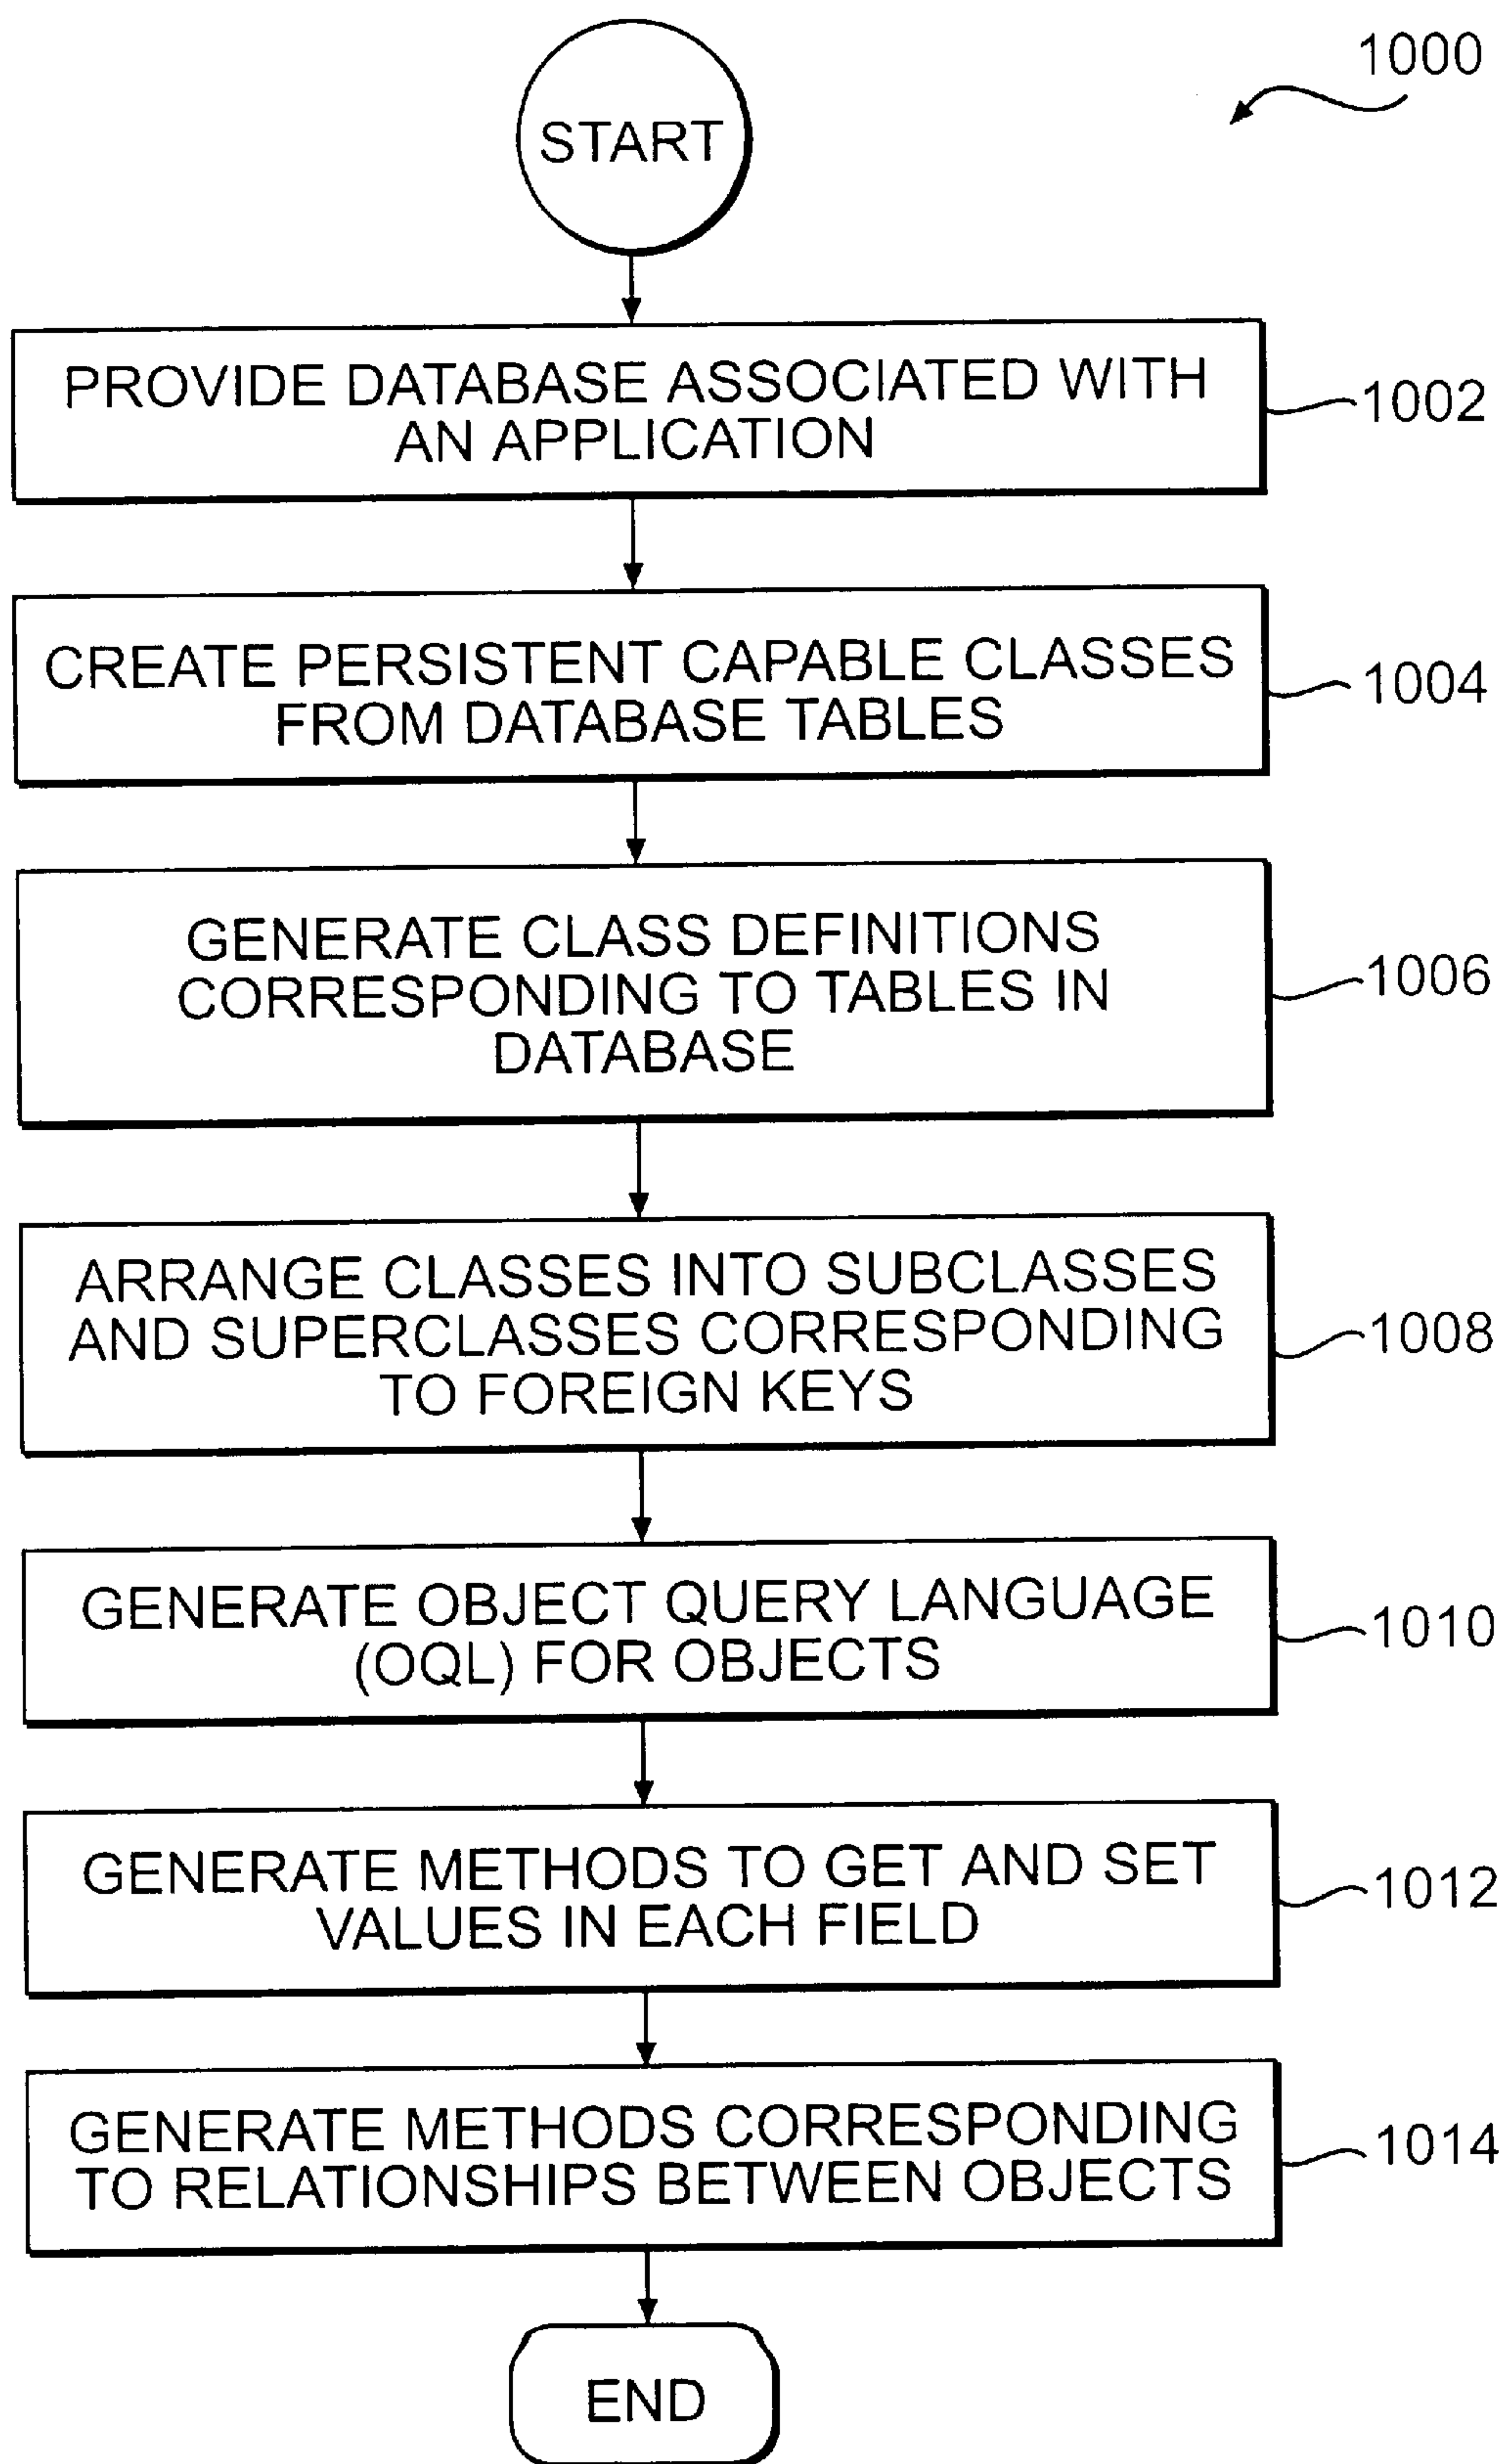 1000
START
PROVIDE DATABASE ASSOCIATED WITH
AN APPLICATION
1002
CREATE PERSISTENT CAPABLE CLASSES
FROM DATABASE TABLES
1004
GENERATE CLASS DEFINITIONS
CORRESPONDING TO TABLES IN
DATABASE
1006
ARRANGE CLASSES INTO SUBCLASSES
AND SUPERCLASSES CORRESPONDING
TO FOREIGN KEYS
1008
GENERATE OBJECT QUERY LANGUAGE
(OQL) FOR OBJECTS
1010
GENERATE METHODS TO GET AND SET
VALUES IN EACH FIELD
1012
GENERATE METHODS CORRESPONDING
TO RELATIONSHIPS BETWEEN OBJECTS
1014
END